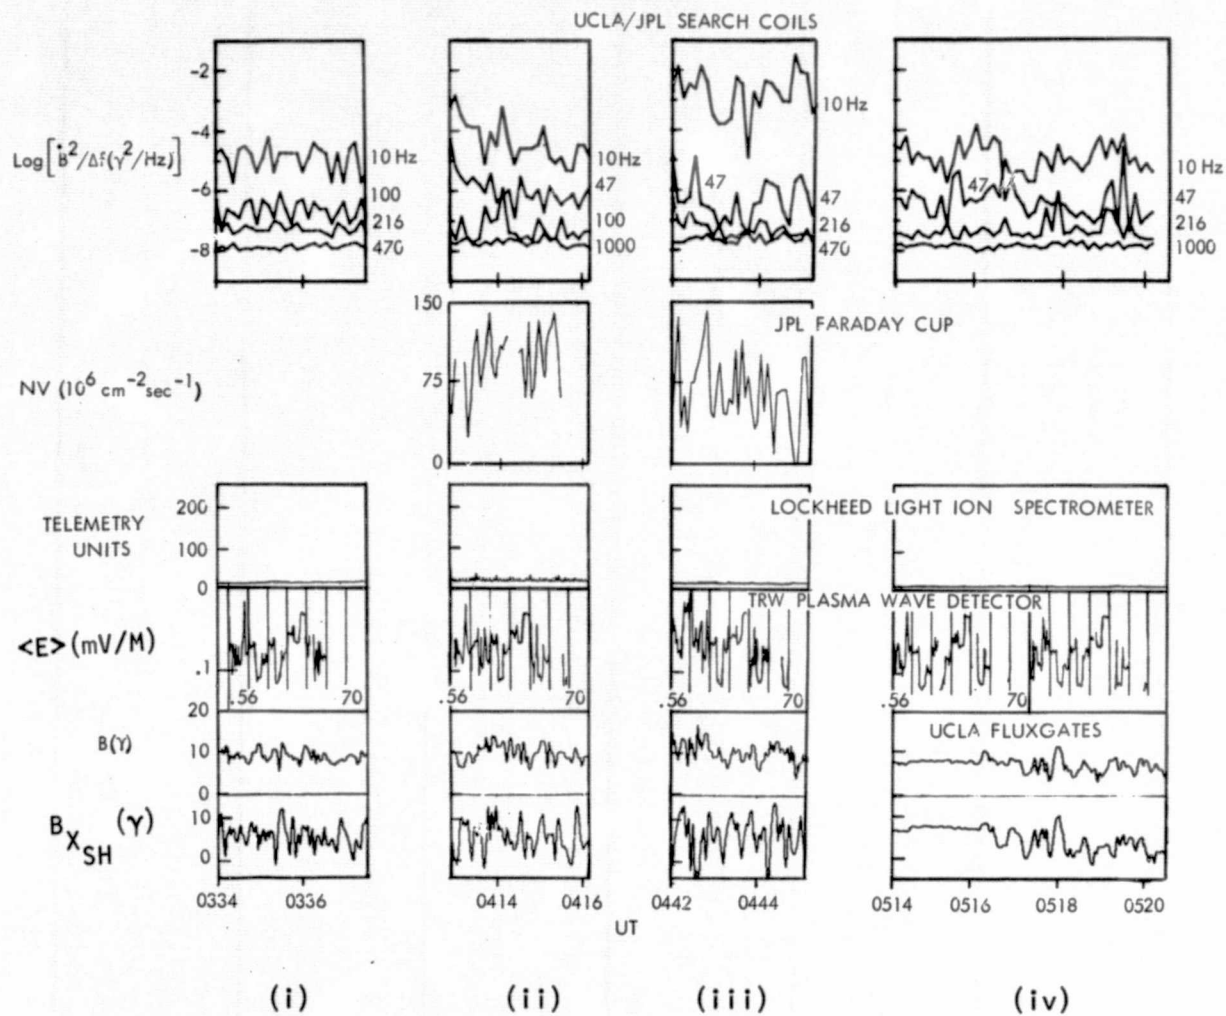 UCLA/JPL SEARCH COILS
Log [Ḃ²/Δf(γ²/Hz)]
-2
-4
-6
-8
10 Hz
100
216
470
10Hz
47
100
1000
10 Hz
47
47
216
470
47
10 Hz
47
216
1000
JPL FARADAY CUP
NV (10⁶ cm⁻²sec⁻¹)
150
75
0
LOCKHEED LIGHT ION SPECTROMETER
TELEMETRY
UNITS
200
100
0
TRW PLASMA WAVE DETECTOR
<E> (mV/M)
.1
.56 70
.56 70
.56 70
.56 70
UCLA FLUXGATES
B(γ)
20
10
0
B_XSH (γ)
10
0
0334 0336
0414 0416
0442 0444
0514 0516 0518 0520
UT
(i) (ii) (iii) (iv)